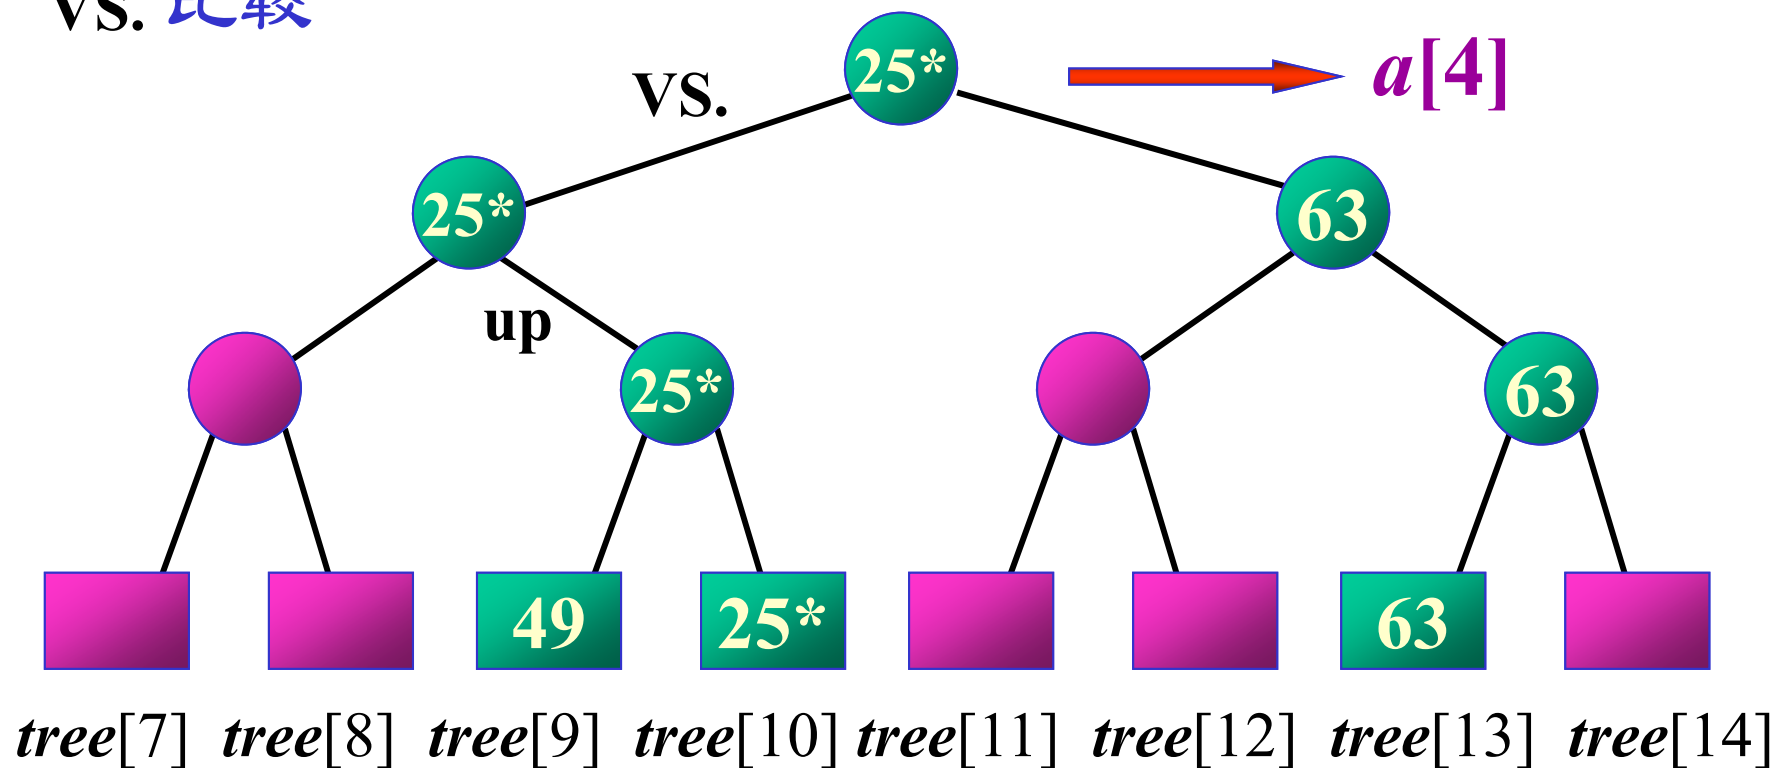 VS. 比較
25*
a[4]
VS.
25*
63
up
25*
63
49
25*
63
tree[7] tree[8] tree[9] tree[10] tree[11] tree[12] tree[13] tree[14]